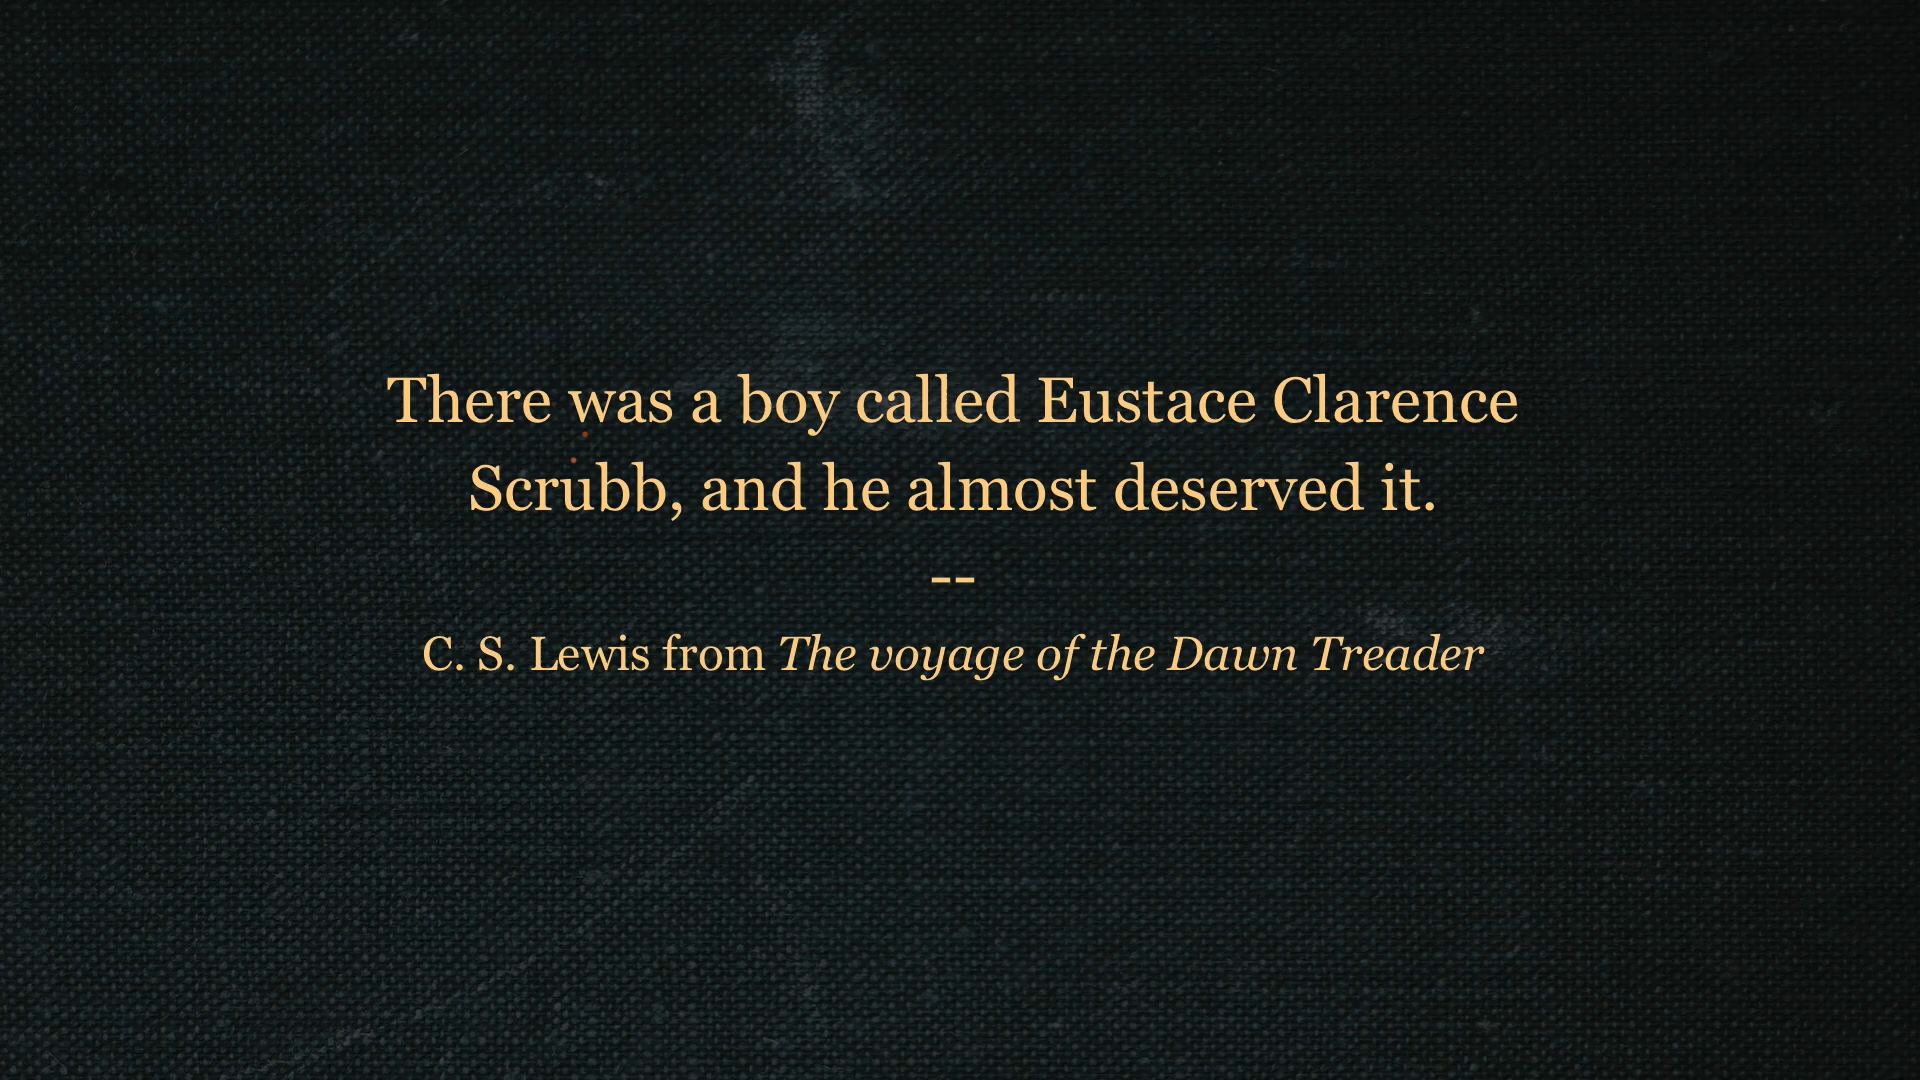 There was a boy called Eustace Clarence
Scrubb, and he almost deserved it.
--
C. S. Lewis from The voyage of the Dawn Treader